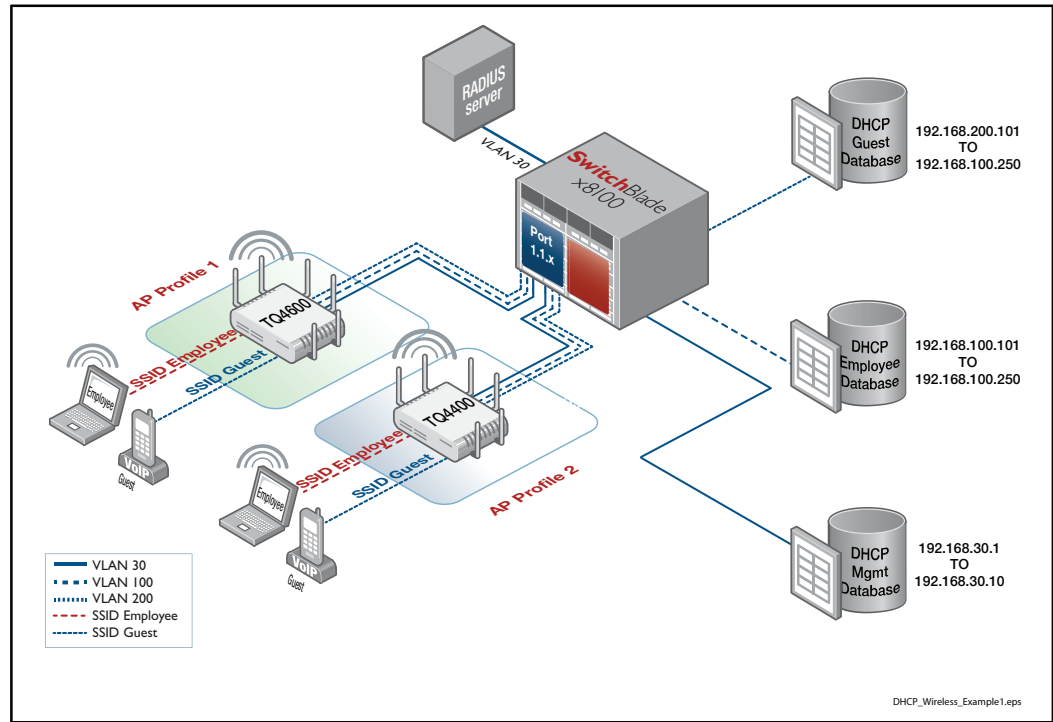 RADIUS
server
VLAN 30
SwitchBlade
x8100
Port
1.1.x
DHCP
Guest
Database
192.168.200.101
TO
192.168.100.250
AP Profile 1
TQ4600
SSID Employee
SSID Guest
Employee
VoIP
Guest
TQ4400
SSID Employee
SSID Guest
AP Profile 2
Employee
VoIP
Guest
DHCP
Employee
Database
192.168.100.101
TO
192.168.100.250
DHCP
Mgmt
Database
192.168.30.1
TO
192.168.30.10
VLAN 30
VLAN 100
VLAN 200
SSID Employee
SSID Guest
DHCP_Wireless_Example1.eps